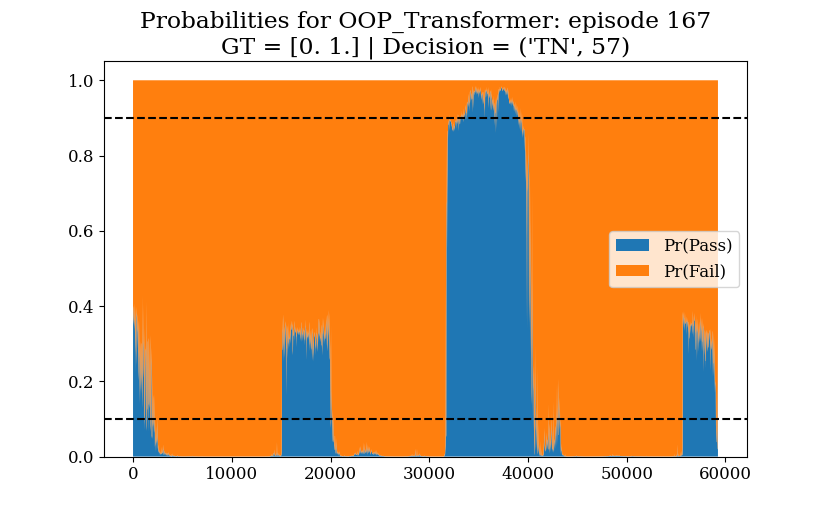 Probabilities for OOP_Transformer: episode 167
GT = [0. 1.] | Decision = ('TN', 57)
1.0
0.8
0.6
0.4
0.2
0.0
Pr(Pass)
Pr(Fail)
0 10000 20000 30000 40000 50000 60000